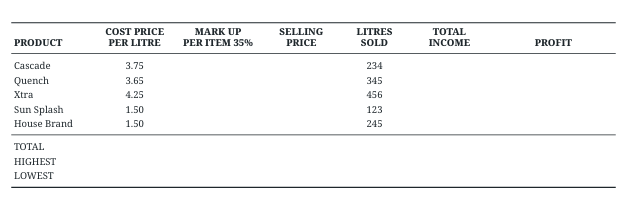 PRODUCT COST PRICE PER LITRE MARK UP PER ITEM 35% SELLING PRICE LITRES SOLD TOTAL INCOME PROFIT
Cascade 3.75 234
Quench 3.65 345
Xtra 4.25 456
Sun Splash 1.50 123
House Brand 1.50 245
TOTAL
HIGHEST
LOWEST